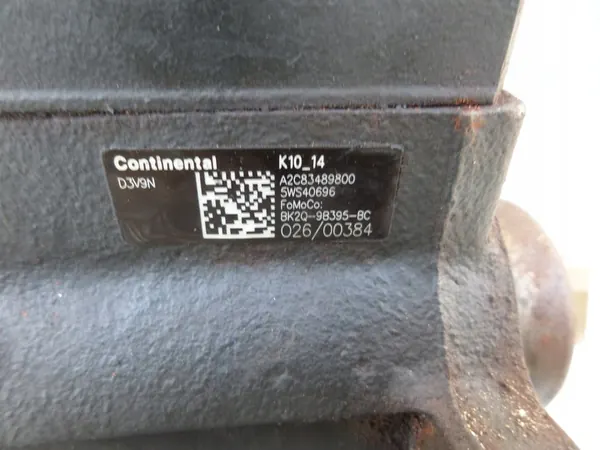 Continental
D3V9N
K10_14
A2C83489800
5WS40696
FoMoCo:
BK2Q-9B395-BC
026/00384